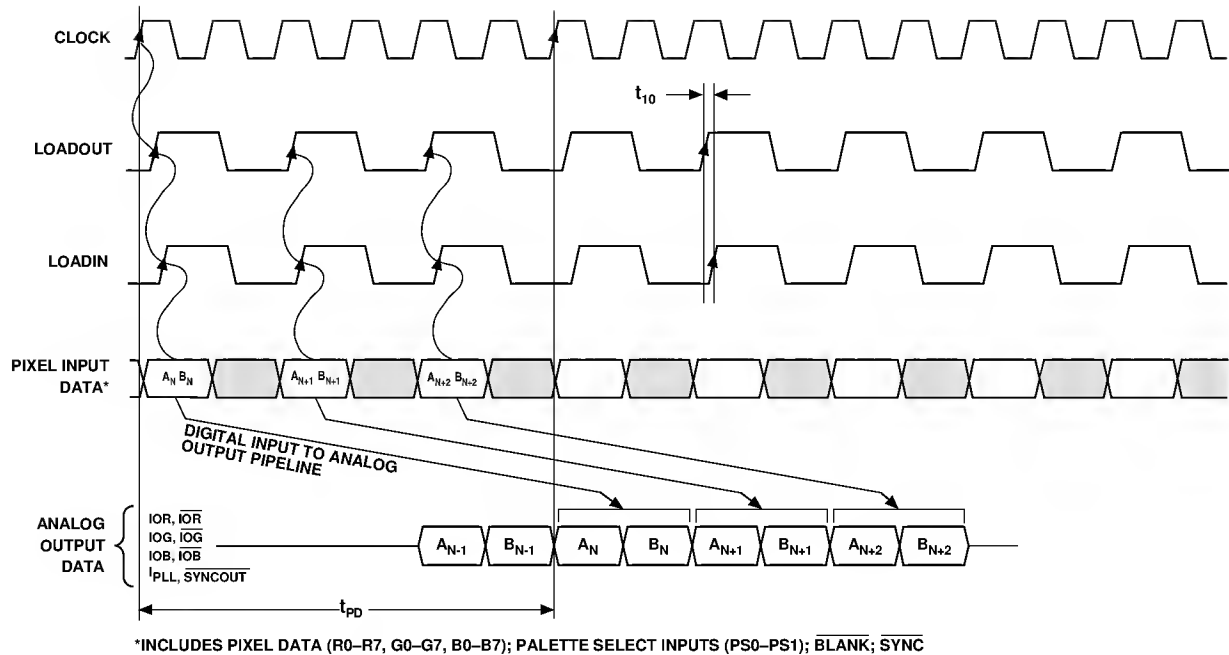 CLOCK
t10
LOADOUT
LOADIN
PIXEL INPUT
DATA*
AN BN
AN+1 BN+1
AN+2 BN+2
DIGITAL INPUT TO ANALOG
OUTPUT PIPELINE
ANALOG
OUTPUT
DATA
IOR, IOR
IOG, IOG
IOB, IOB
IPLL, SYNCOUT
AN-1
BN-1
AN
BN
AN+1
BN+1
AN+2
BN+2
tPD
*INCLUDES PIXEL DATA (R0–R7, G0–G7, B0–B7); PALETTE SELECT INPUTS (PS0–PS1); BLANK; SYNC